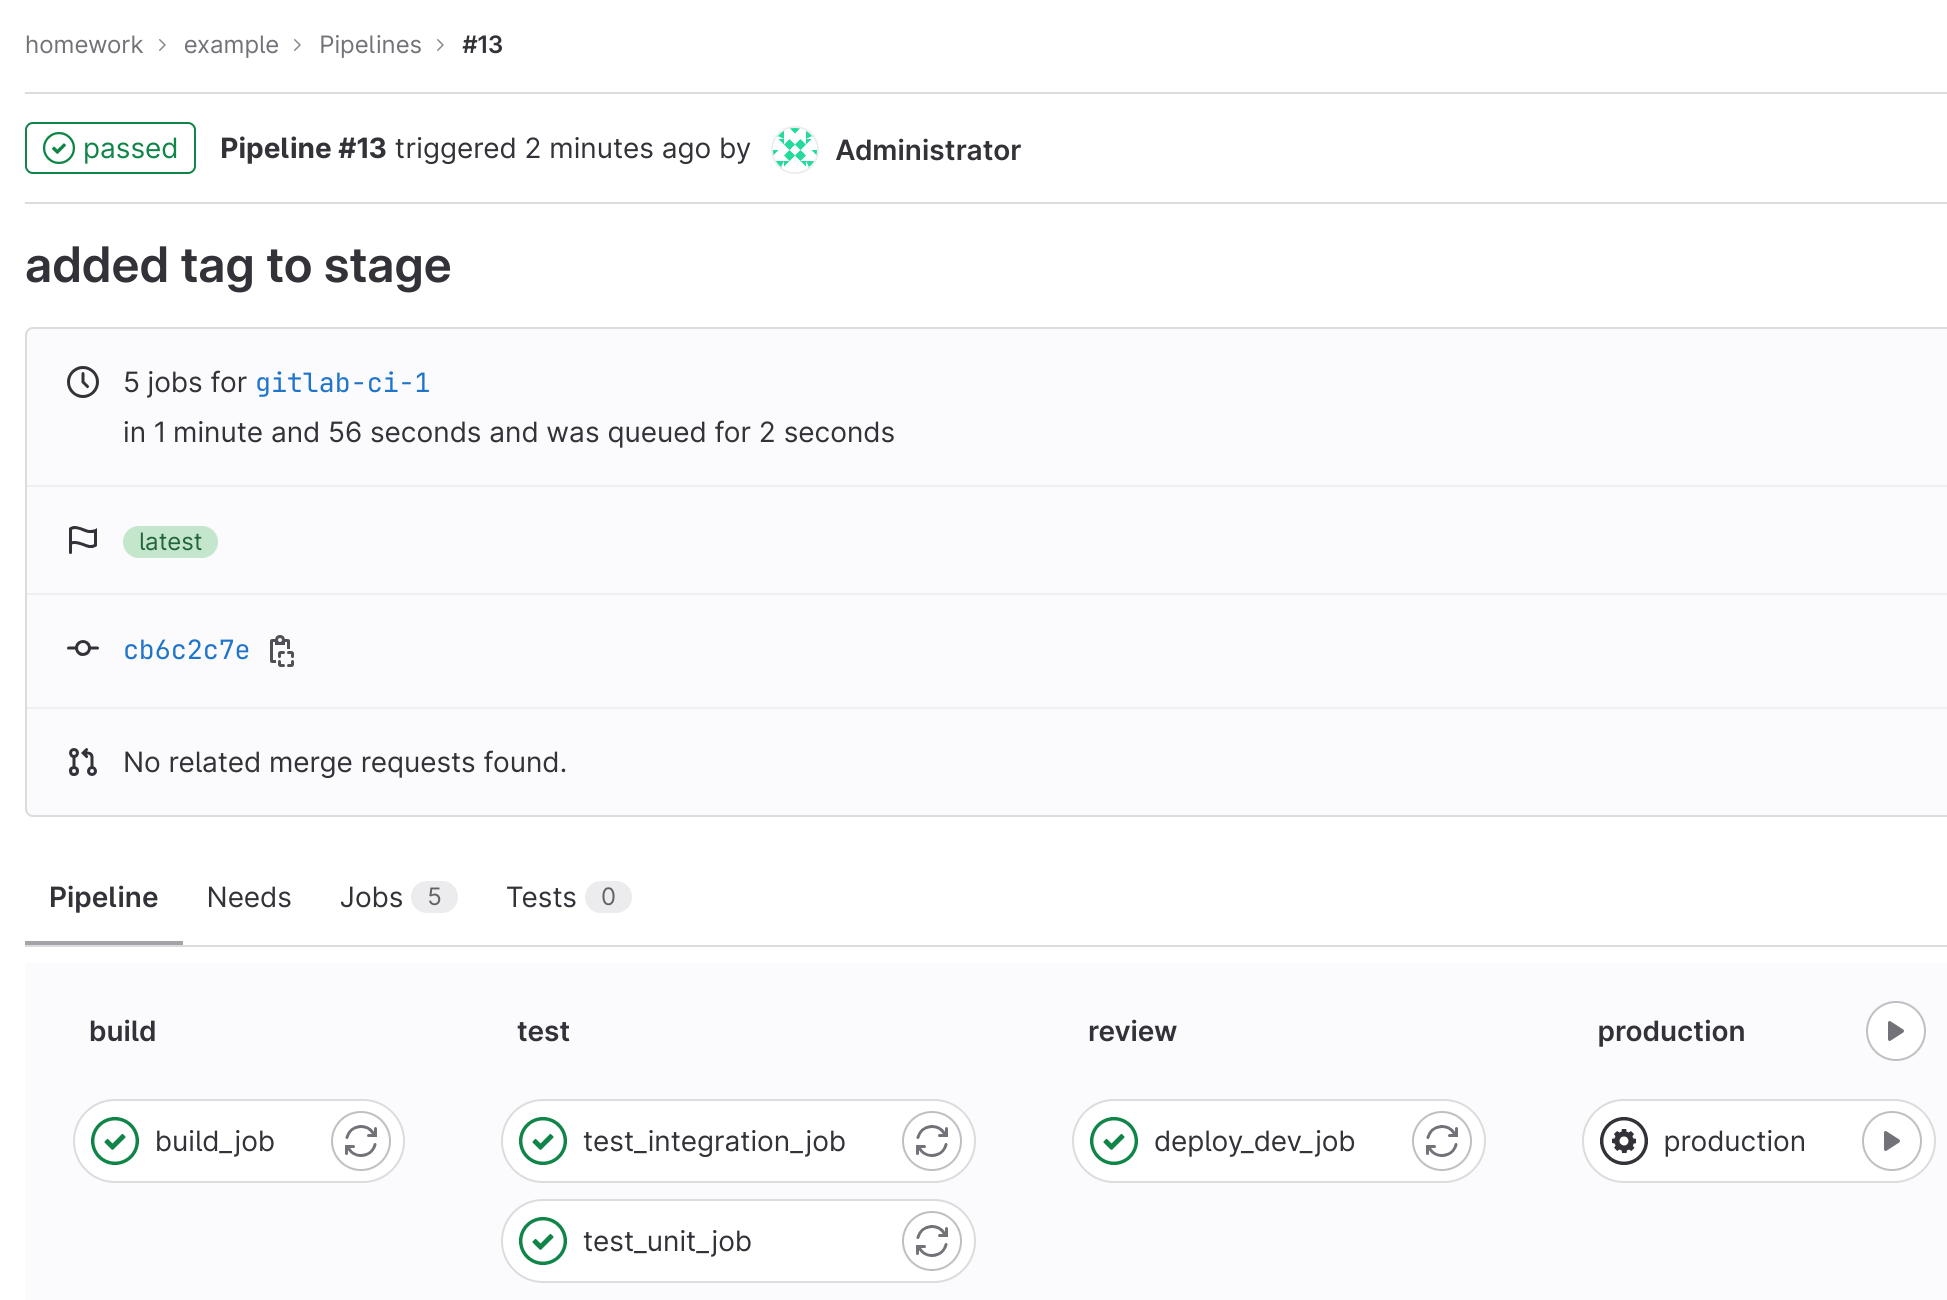 homework > example > Pipelines > #13
passed Pipeline #13 triggered 2 minutes ago by Administrator
added tag to stage
5 jobs for gitlab-ci-1
in 1 minute and 56 seconds and was queued for 2 seconds
latest
cb6c2c7e
No related merge requests found.
Pipeline Needs Jobs 5 Tests 0
build test review production
build_job test_integration_job deploy_dev_job production
test_unit_job